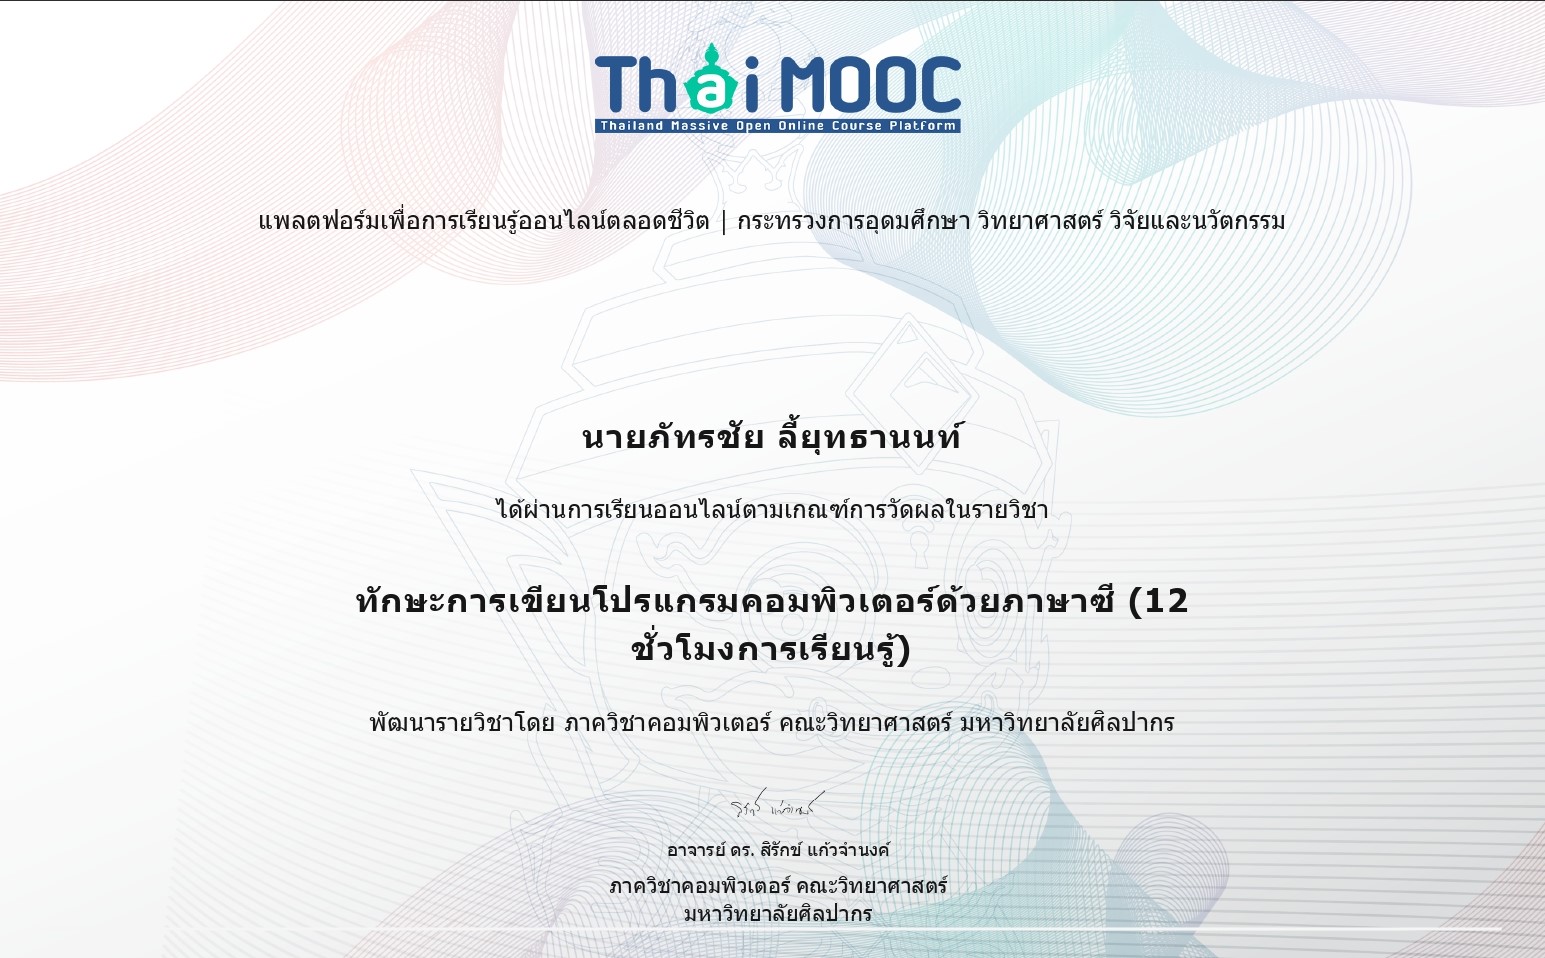 Thai MOOC
Thailand Massive Open Online Course Platform
แพลตฟอร์มเพื่อการเรียนรู้ออนไลน์ตลอดชีวิต | กระทรวงการอุดมศึกษา วิทยาศาสตร์ วิจัยและนวัตกรรม
นายภัทรชัย ลี้ยุทธานนท์
ได้ผ่านการเรียนออนไลน์ตามเกณฑ์การวัดผลในรายวิชา
ทักษะการเขียนโปรแกรมคอมพิวเตอร์ด้วยภาษาซี (12
ชั่วโมงการเรียนรู้)
พัฒนารายวิชาโดย ภาควิชาคอมพิวเตอร์ คณะวิทยาศาสตร์ มหาวิทยาลัยศิลปากร
สิรักข์ แก้วจำนงค์
อาจารย์ ดร. สิรักข์ แก้วจำนงค์
ภาควิชาคอมพิวเตอร์ คณะวิทยาศาสตร์
มหาวิทยาลัยศิลปากร